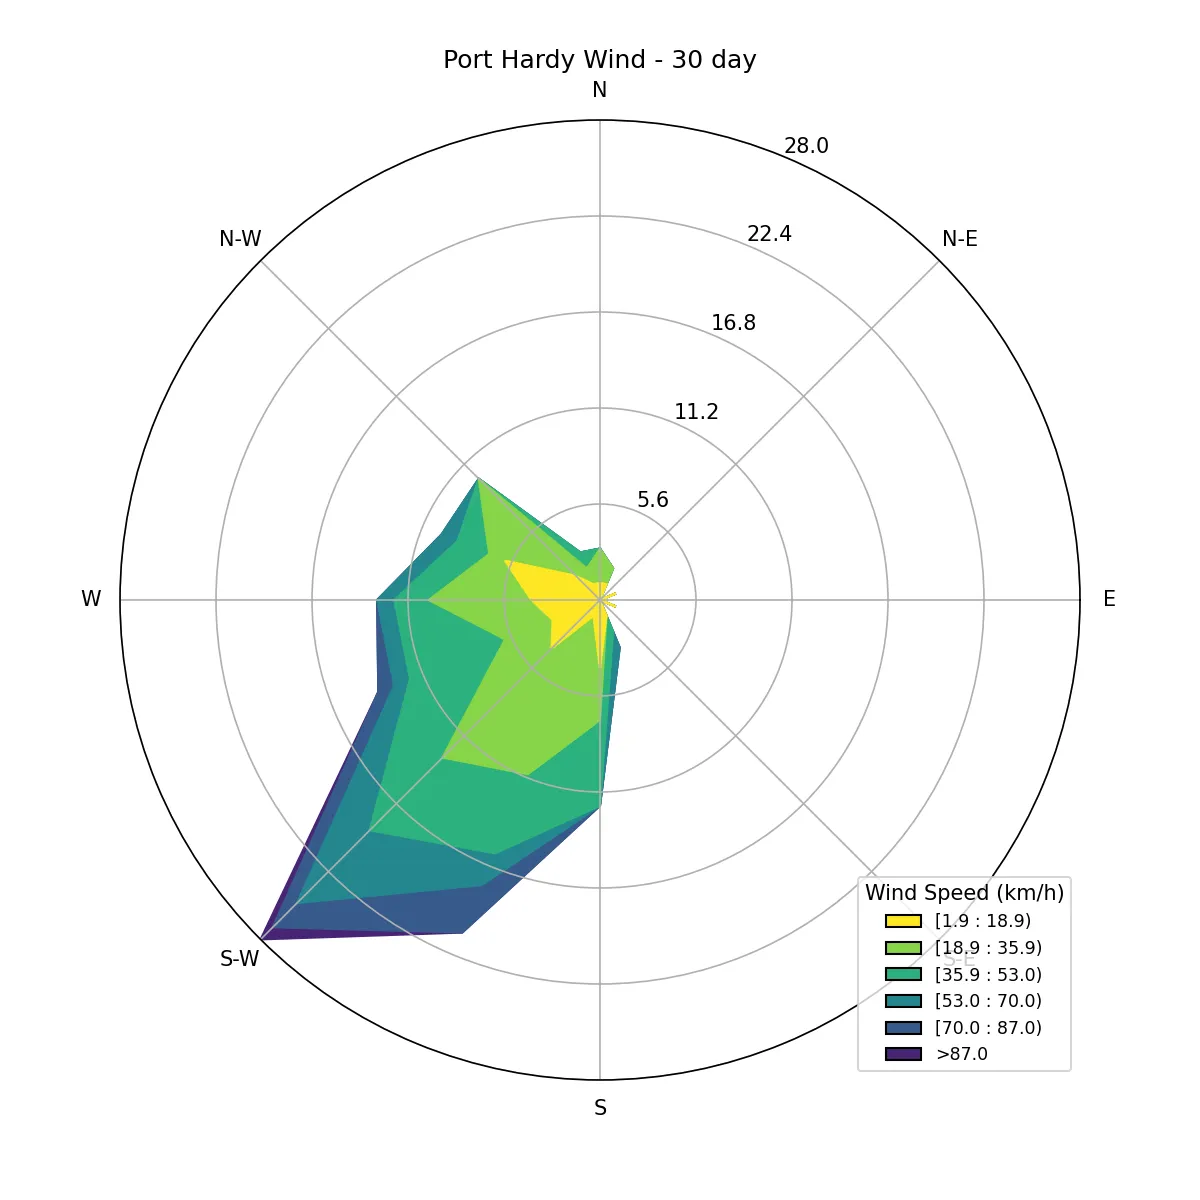 Port Hardy Wind - 30 day
N
28.0
N-W
22.4
N-E
16.8
11.2
5.6
W
E
S-W
S-E
Wind Speed (km/h)
[1.9 : 18.9)
[18.9 : 35.9)
[35.9 : 53.0)
[53.0 : 70.0)
[70.0 : 87.0)
>87.0
S